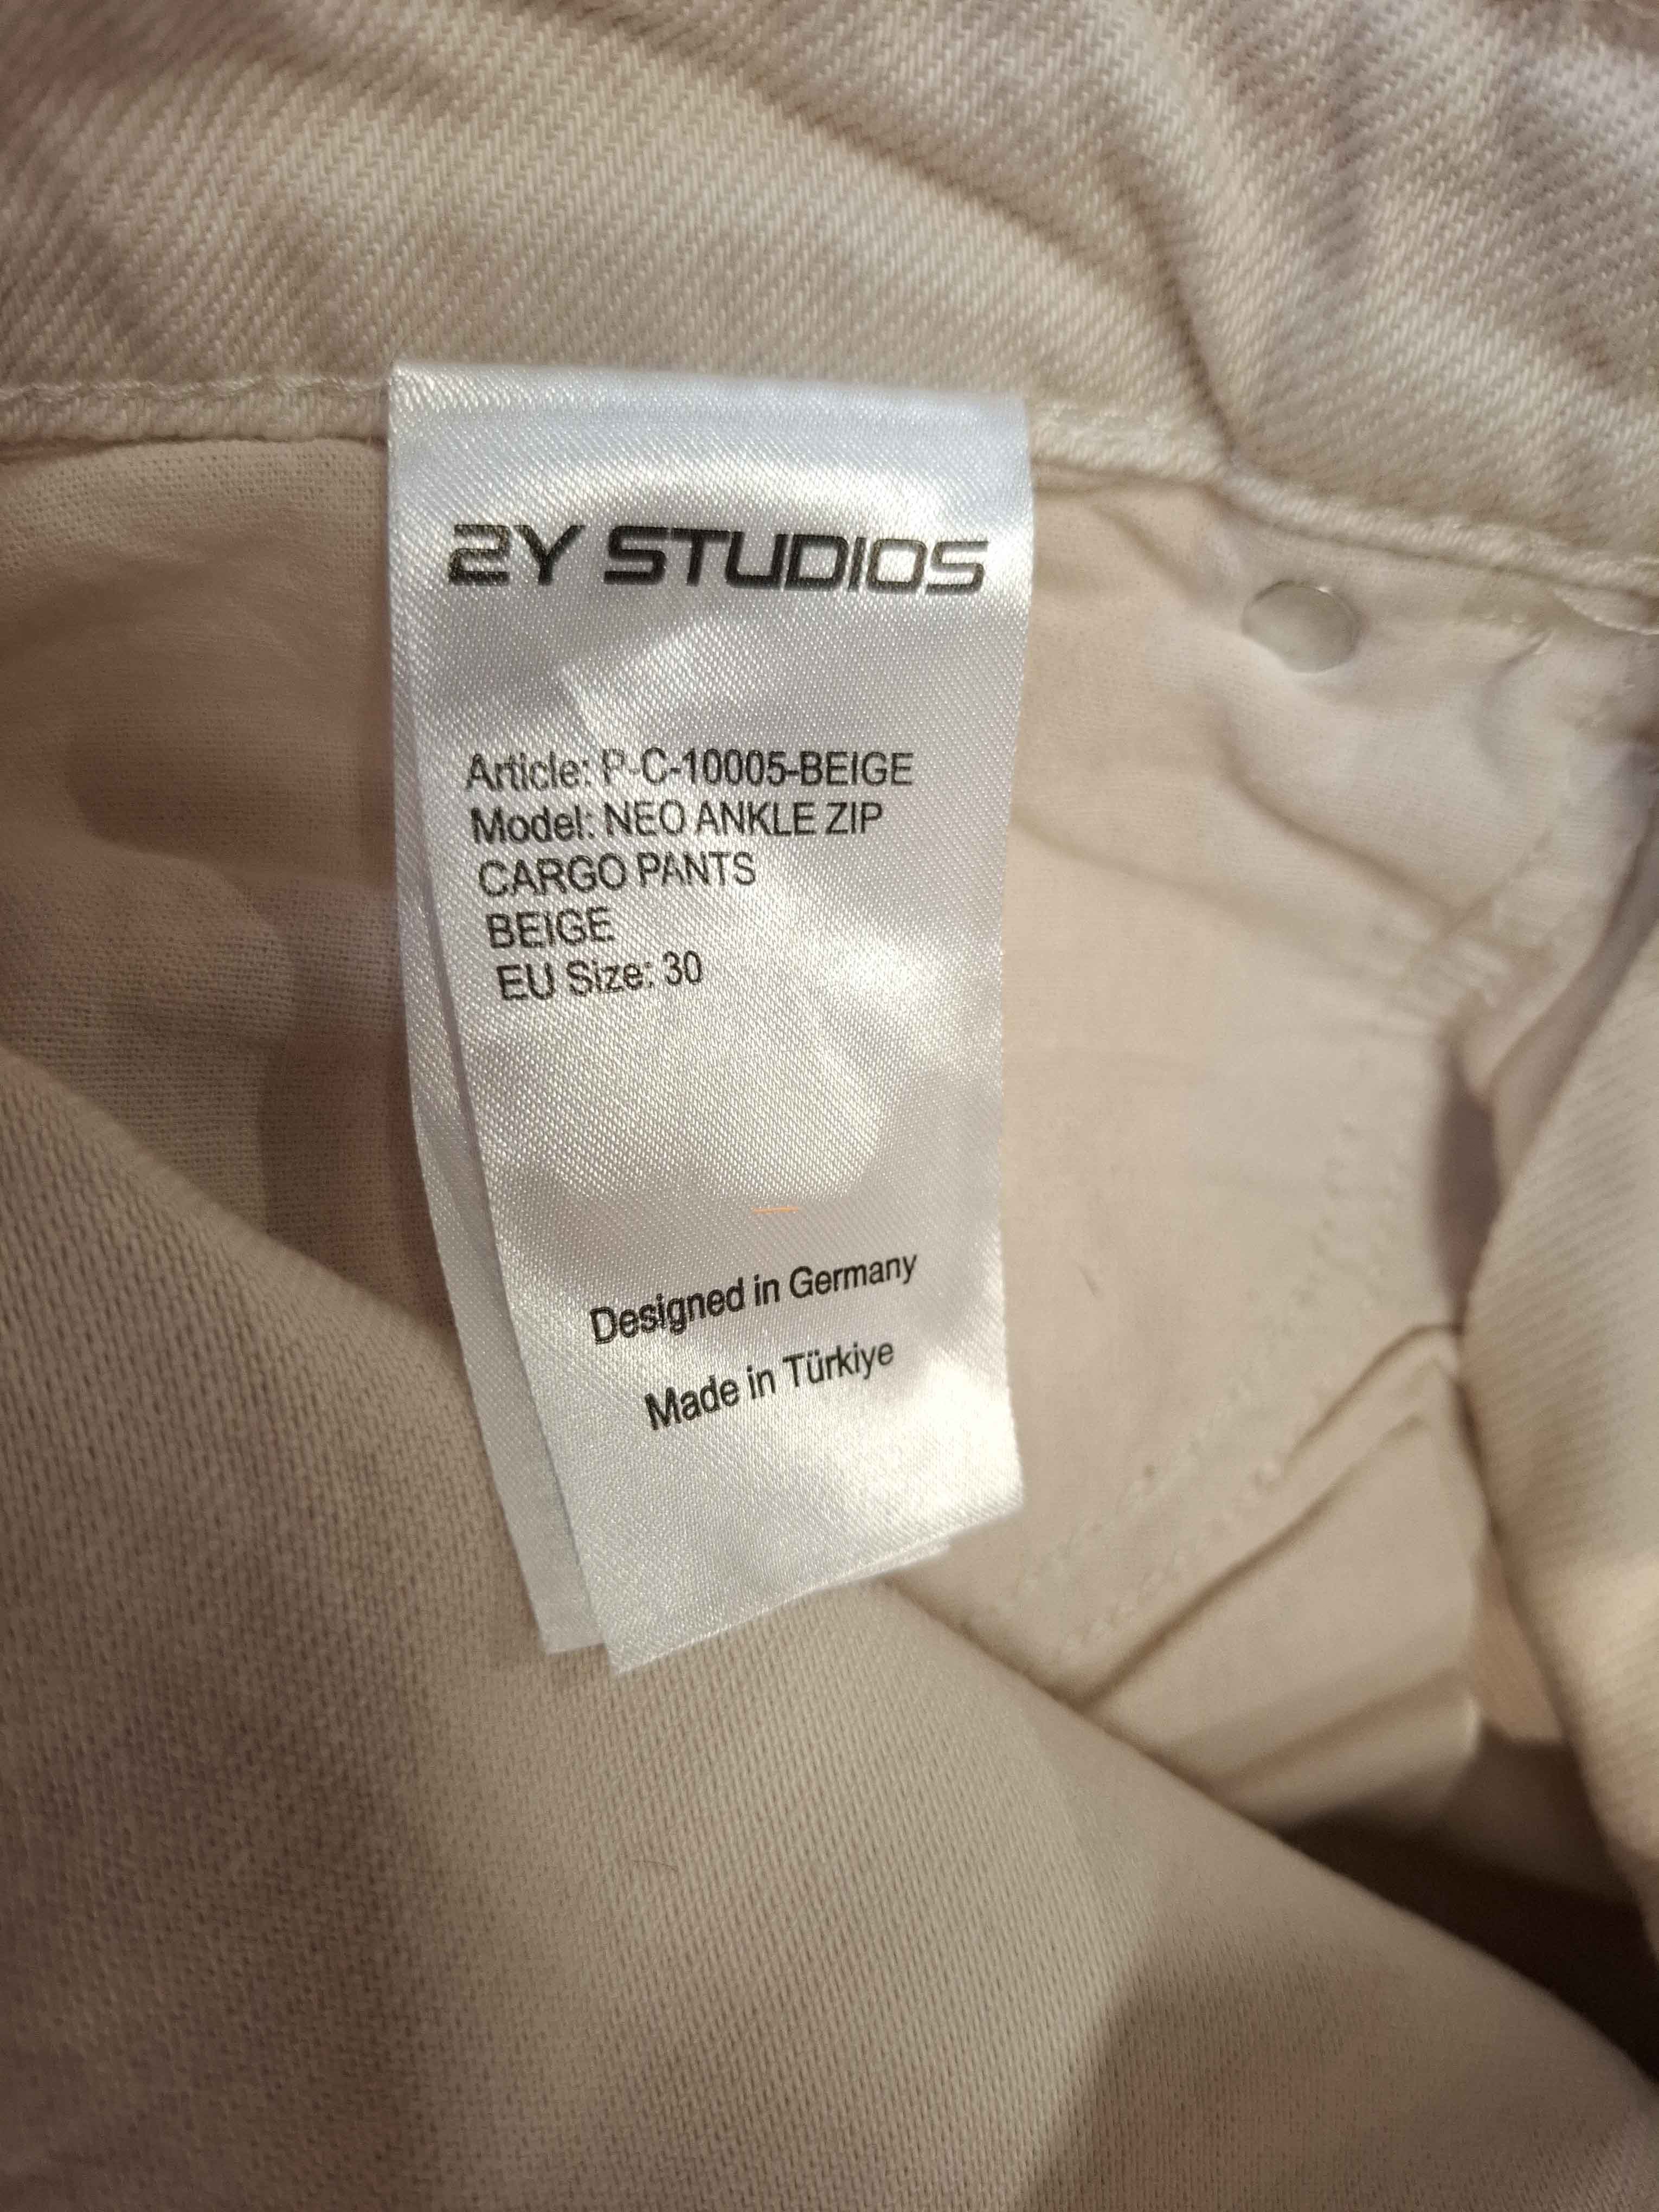 2Y STUDIOS
Article: P-C-10005-BEIGE
Model: NEO ANKLE ZIP
CARGO PANTS
BEIGE
EU Size: 30
Designed in Germany
Made in Türkiye